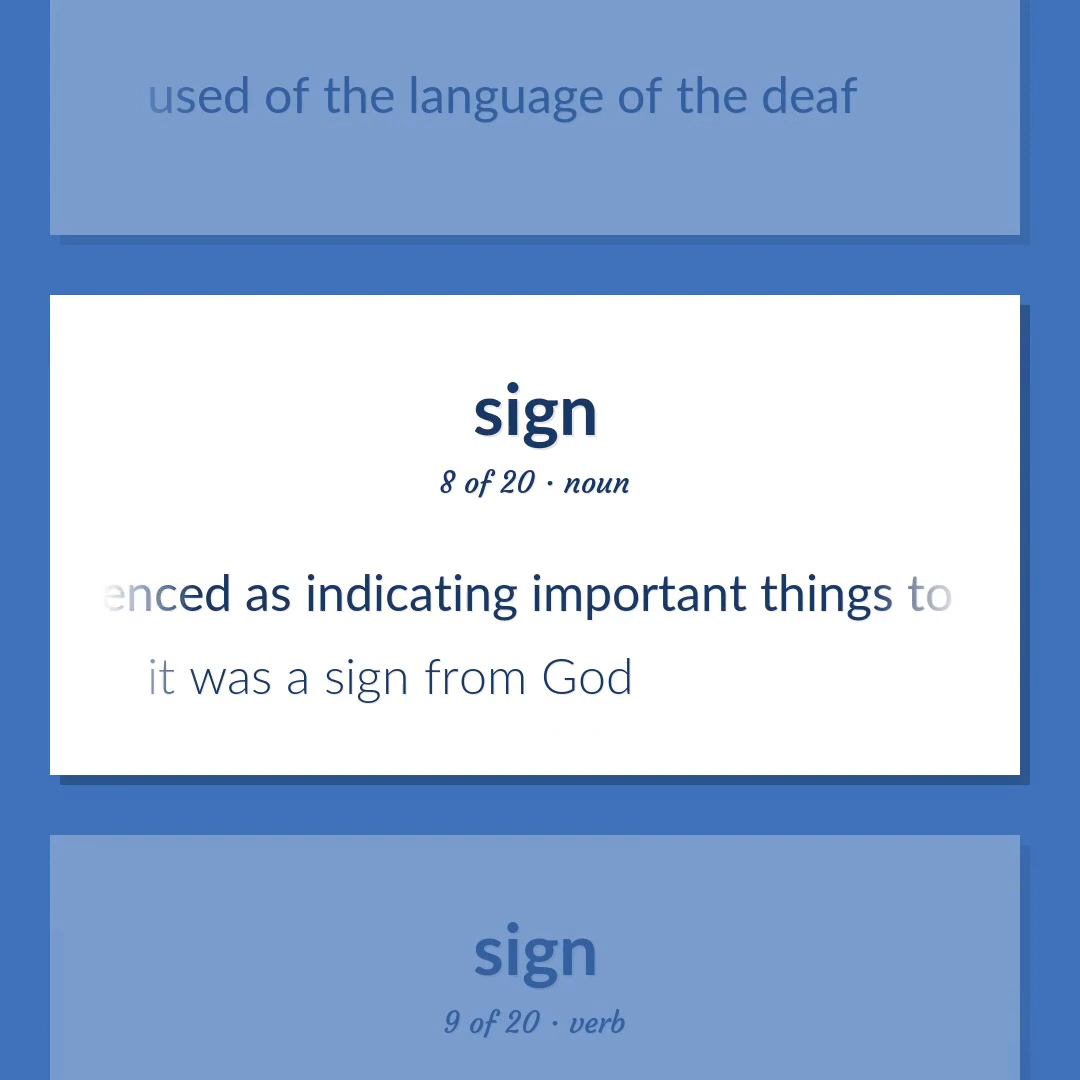 used of the language of the deaf
sign
8 of 20 · noun
enced as indicating important things to
it was a sign from God
sign
9 of 20 · verb